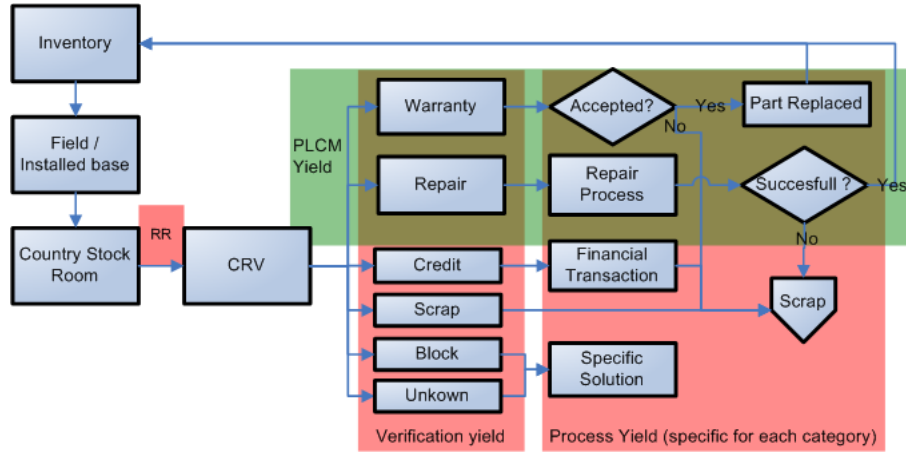 Inventory
Field /
Installed base
Country Stock
Room
RR
CRV
PLCM
Yield
Warranty
Repair
Credit
Scrap
Block
Unkown
Accepted?
Yes
No
Part Replaced
Repair
Process
Succesfull ?
Yes
No
Financial
Transaction
Scrap
Specific
Solution
Verification yield
Process Yield (specific for each category)